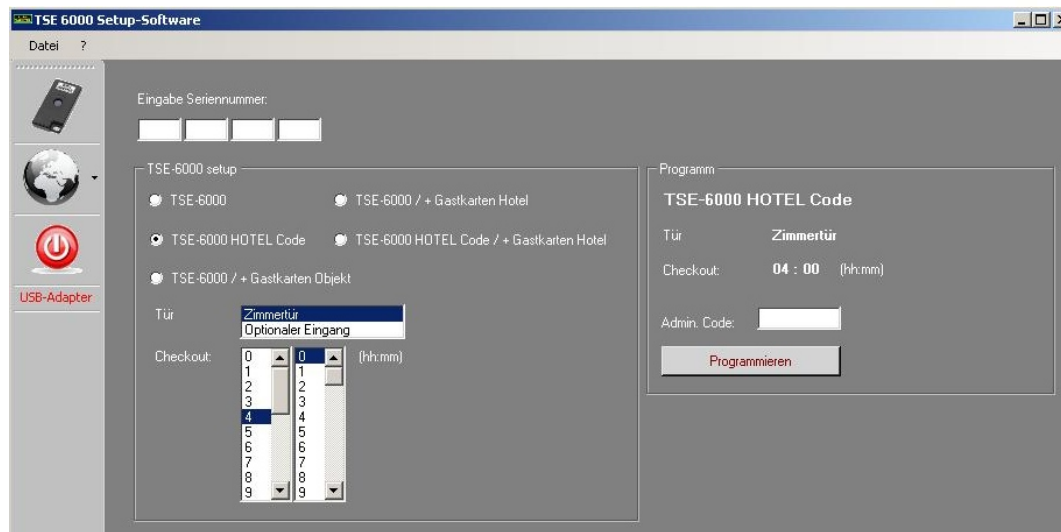 TSE 6000 Setup-Software
Datei ?
Eingabe Seriennummer:
TSE-6000 setup
TSE-6000
TSE-6000 / + Gastkarten Hotel
TSE-6000 HOTEL Code
TSE-6000 HOTEL Code / + Gastkarten Hotel
TSE-6000 / + Gastkarten Objekt
Tür
Zimmertür
Optionaler Eingang
Checkout:
0 0 (hh:mm)
1 1
2 2
3 3
4 4
5 5
6 6
7 7
8 8
9 9
USB-Adapter
Programm
TSE-6000 HOTEL Code
Tür Zimmertür
Checkout: 04 : 00 (hh:mm)
Admin. Code:
Programmieren